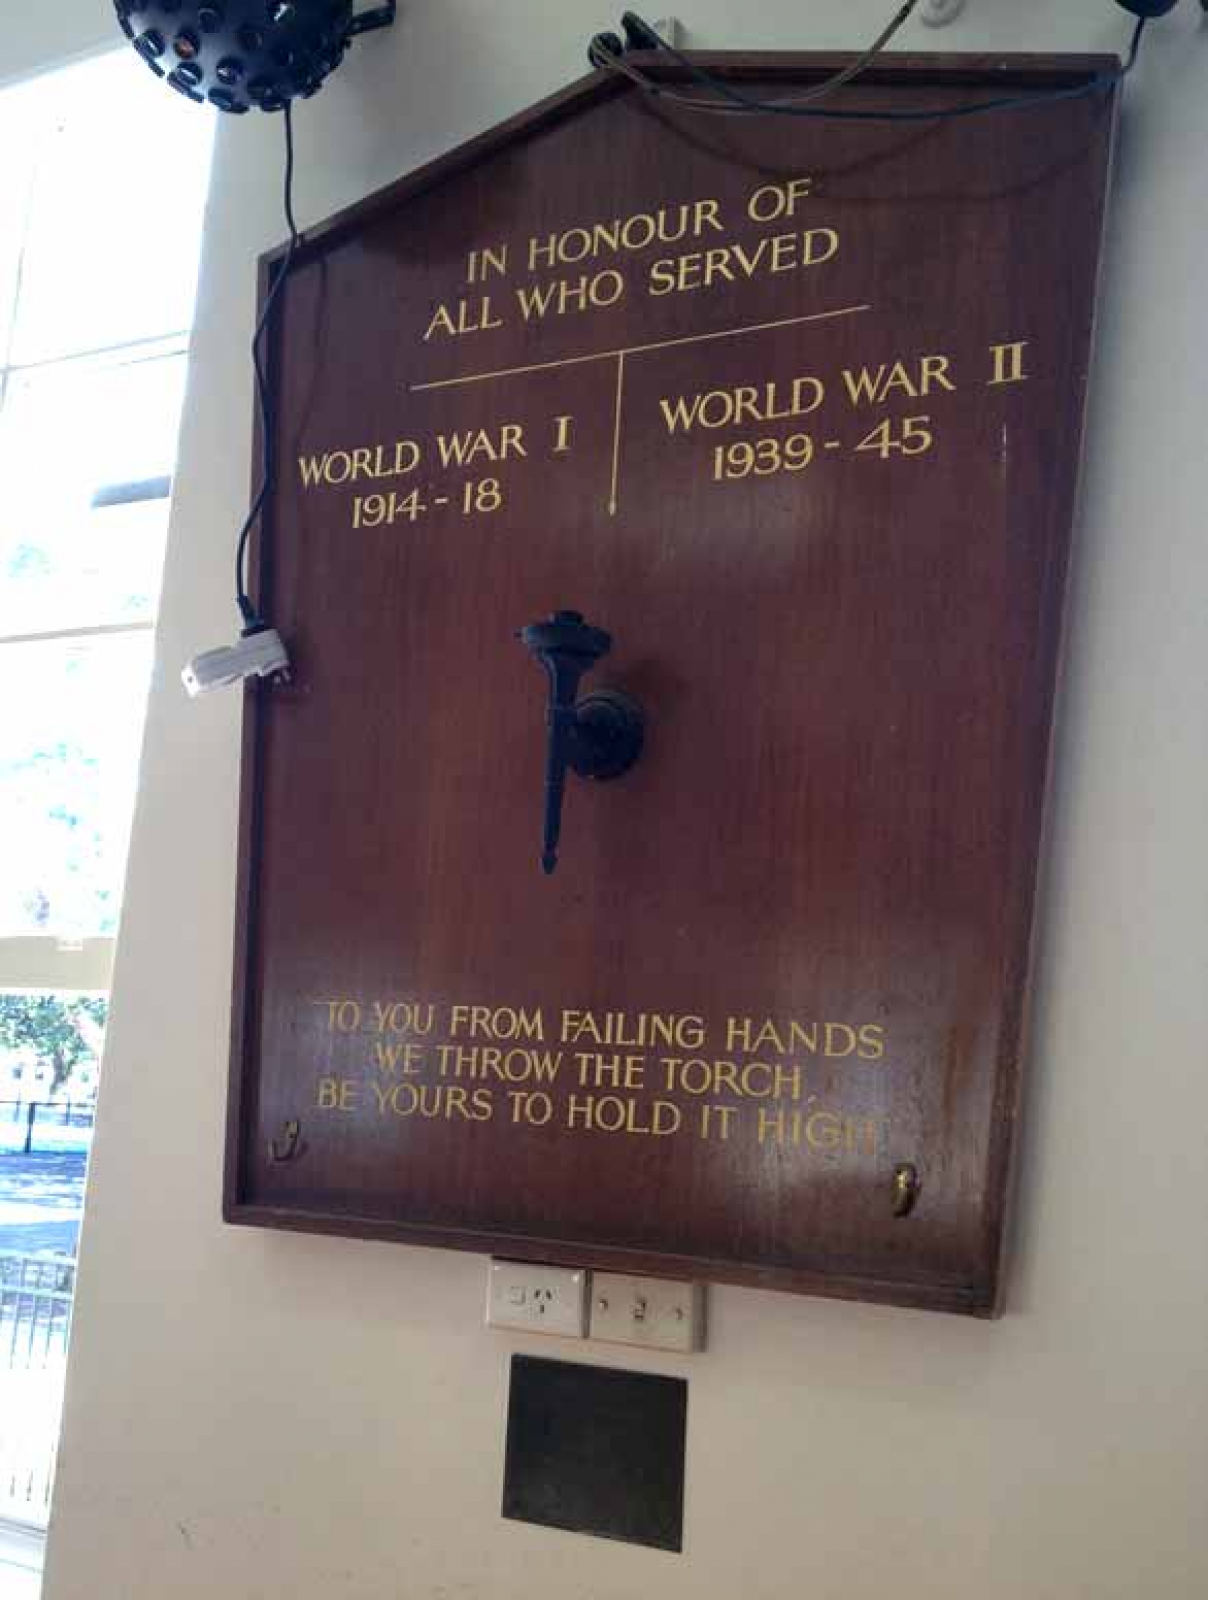 IN HONOUR OF
ALL WHO SERVED
WORLD WAR I
1914 - 18
WORLD WAR II
1939 - 45
TO YOU FROM FAILING HANDS
WE THROW THE TORCH,
BE YOURS TO HOLD IT HIGH